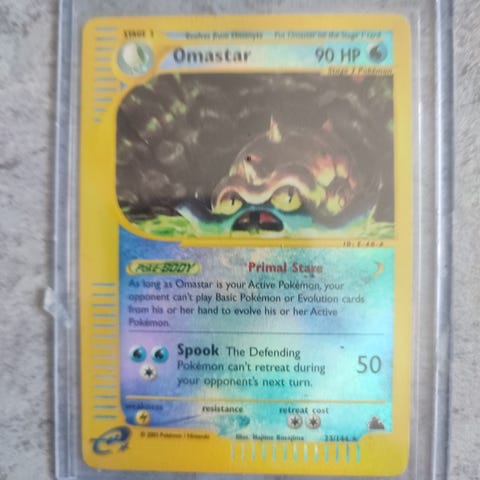 STAGE 2 Evolves from Omanyte Put Omastar on the Stage 1 card
Omastar 90 HP
Stage 2 Pokémon
ID: E-48-A
POKé-BODY Primal Stare
As long as Omastar is your Active Pokémon, your
opponent can't play Basic Pokémon or Evolution cards
from his or her hand to evolve his or her Active
Pokémon.
Spook The Defending 50
Pokémon can't retreat during
your opponent's next turn.
weakness resistance retreat cost
e © 2003 Pokémon / Nintendo Illus. Hajime Kusajima